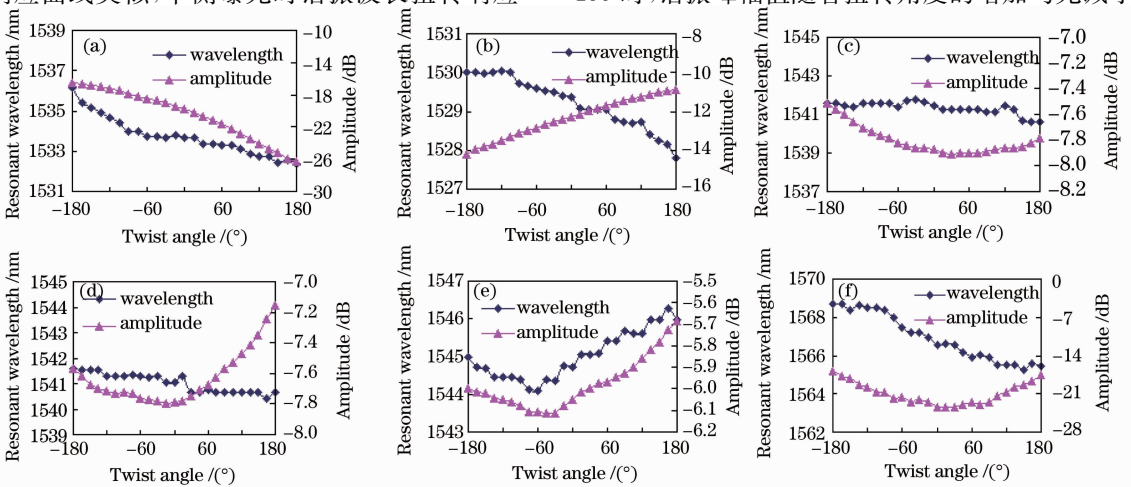 1539
1537
1535
1533
1531
Resonant wavelength /nm
(a)
wavelength
amplitude
−10
−14
−18
−22
−26
−30
Amplitude /dB
−180 −60 60 180
Twist angle /(°)
1531
1530
1529
1528
1527
Resonant wavelength /nm
(b)
wavelength
amplitude
−8
−10
−12
−14
−16
Amplitude /dB
−180 −60 60 180
Twist angle /(°)
1545
1543
1541
1539
1537
Resonant wavelength /nm
(c)
wavelength
amplitude
−7.0
−7.2
−7.4
−7.6
−7.8
−8.0
−8.2
Amplitude /dB
−180 −60 60 180
Twist angle /(°)
1545
1544
1543
1542
1541
1540
1539
Resonant wavelength /nm
(d)
wavelength
amplitude
−7.0
−7.2
−7.4
−7.6
−7.8
−8.0
Amplitude /dB
−180 −60 60 180
Twist angle /(°)
1547
1546
1545
1544
1543
Resonant wavelength /nm
(e)
wavelength
amplitude
−5.5
−5.6
−5.7
−5.8
−5.9
−6.0
−6.1
−6.2
Amplitude /dB
−180 −60 60 180
Twist angle /(°)
1570
1568
1566
1564
1562
Resonant wavelength /nm
(f)
wavelength
amplitude
0
−7
−14
−21
−28
Amplitude /dB
−180 −60 60 180
Twist angle /(°)